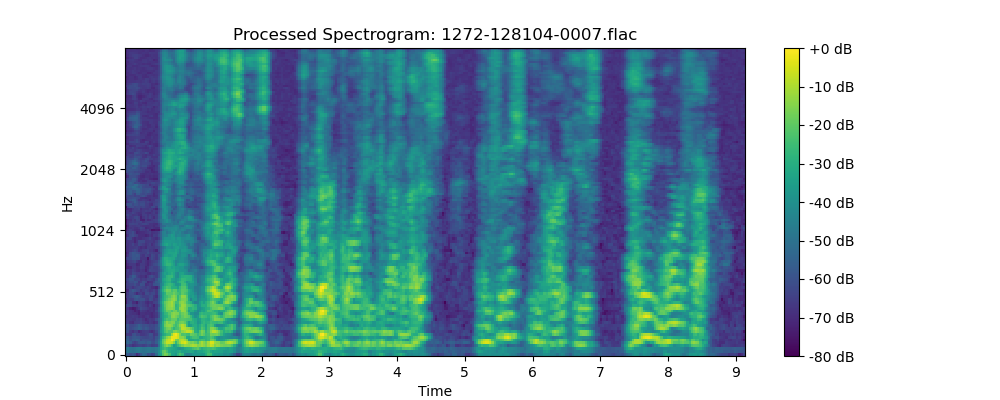 Processed Spectrogram: 1272-128104-0007.flac
Hz
4096
2048
1024
512
0
0 1 2 3 4 5 6 7 8 9
Time
+0 dB
-10 dB
-20 dB
-30 dB
-40 dB
-50 dB
-60 dB
-70 dB
-80 dB